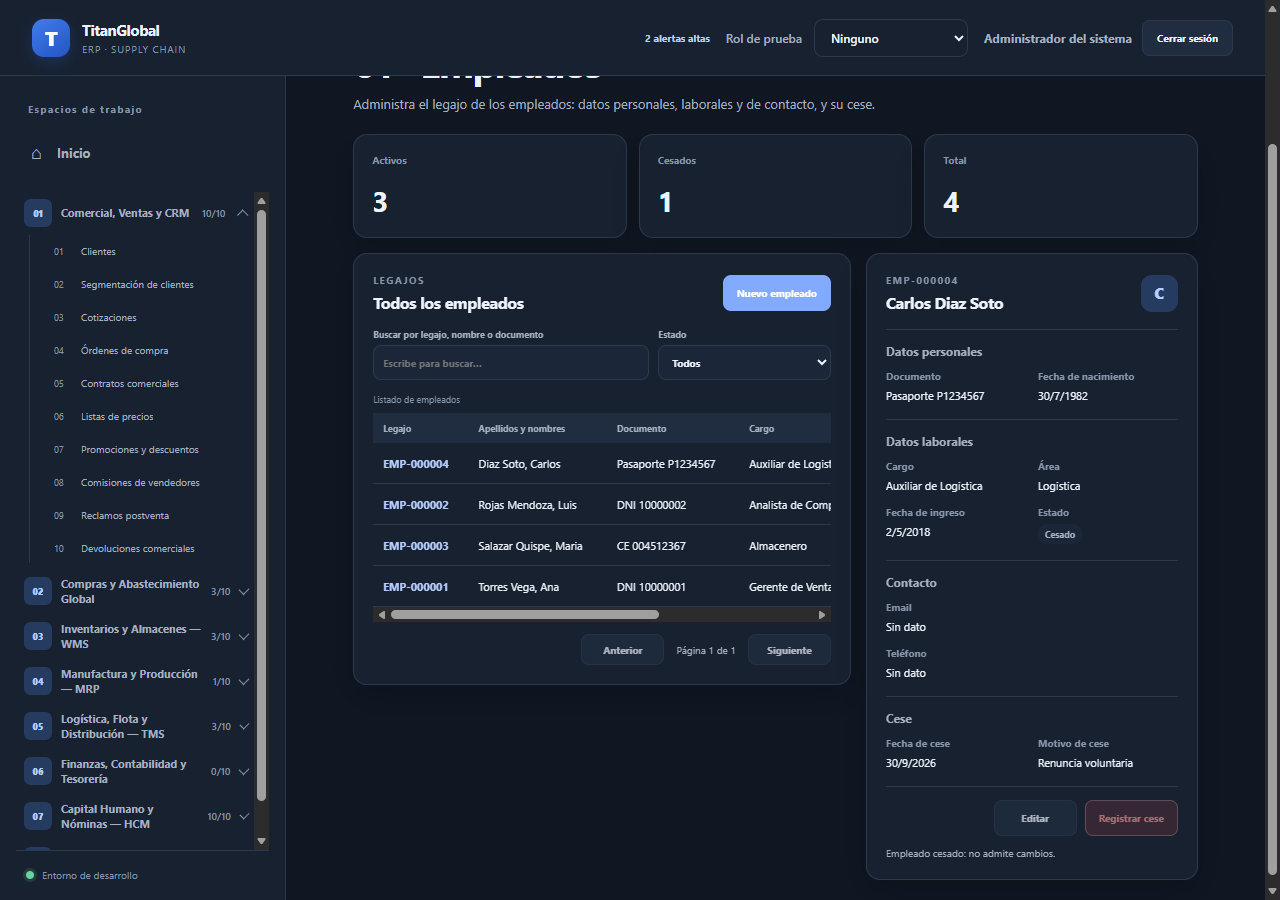 T
TitanGlobal
ERP · SUPPLY CHAIN
2 alertas altas
Rol de prueba
Ninguno
Administrador del sistema
Cerrar sesión
Espacios de trabajo
Inicio
01 Comercial, Ventas y CRM 10/10
01 Clientes
02 Segmentación de clientes
03 Cotizaciones
04 Órdenes de compra
05 Contratos comerciales
06 Listas de precios
07 Promociones y descuentos
08 Comisiones de vendedores
09 Reclamos postventa
10 Devoluciones comerciales
02 Compras y Abastecimiento
Global
3/10
03 Inventarios y Almacenes —
WMS
3/10
04 Manufactura y Producción
— MRP
1/10
05 Logística, Flota y
Distribución — TMS
3/10
06 Finanzas, Contabilidad y
Tesorería
0/10
07 Capital Humano y
Nóminas — HCM
10/10
Entorno de desarrollo
Administra el legajo de los empleados: datos personales, laborales y de contacto, y su cese.
Activos
3
Cesados
1
Total
4
LEGAJOS
Todos los empleados
Nuevo empleado
Buscar por legajo, nombre o documento
Escribe para buscar...
Estado
Todos
Listado de empleados
Legajo Apellidos y nombres Documento Cargo
EMP-000004 Diaz Soto, Carlos Pasaporte P1234567 Auxiliar de Logist
EMP-000002 Rojas Mendoza, Luis DNI 10000002 Analista de Comp
EMP-000003 Salazar Quispe, Maria CE 004512367 Almacenero
EMP-000001 Torres Vega, Ana DNI 10000001 Gerente de Venta
Anterior Página 1 de 1 Siguiente
EMP-000004
Carlos Diaz Soto
C
Datos personales
Documento Fecha de nacimiento
Pasaporte P1234567 30/7/1982
Datos laborales
Cargo Área
Auxiliar de Logistica Logistica
Fecha de ingreso Estado
2/5/2018 Cesado
Contacto
Email
Sin dato
Teléfono
Sin dato
Cese
Fecha de cese Motivo de cese
30/9/2026 Renuncia voluntaria
Editar Registrar cese
Empleado cesado: no admite cambios.